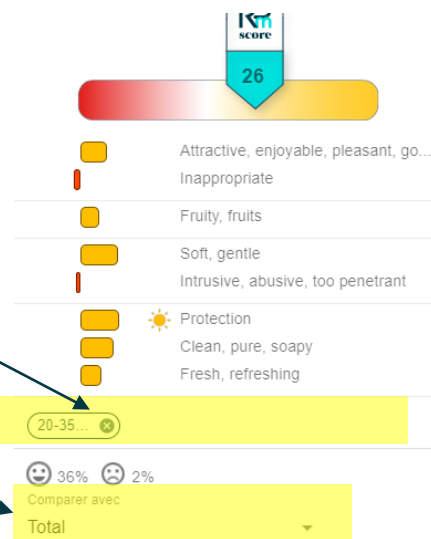 score
26
Attractive, enjoyable, pleasant, go...
Inappropriate
Fruity, fruits
Soft, gentle
Intrusive, abusive, too penetrant
Protection
Clean, pure, soapy
Fresh, refreshing
20-35...
36% 2%
Comparer avec
Total